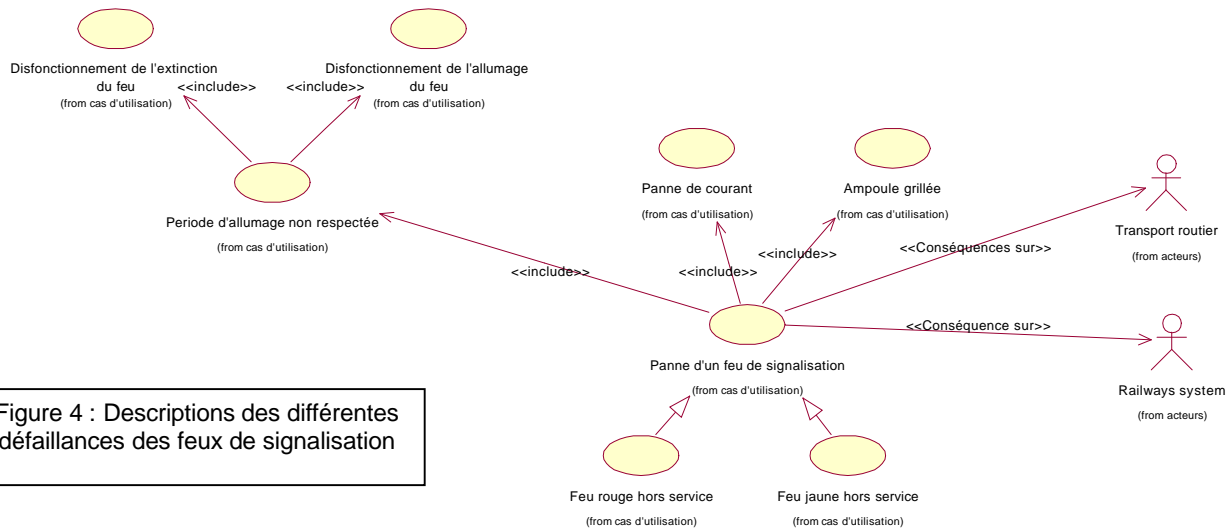 Disfonctionnement de l'extinction
du feu
(from cas d'utilisation)
<<include>>
Disfonctionnement de l'allumage
du feu
(from cas d'utilisation)
<<include>>
Periode d'allumage non respectée
(from cas d'utilisation)
Panne de courant
(from cas d'utilisation)
Ampoule grillée
(from cas d'utilisation)
Transport routier
(from acteurs)
<<Conséquences sur>>
<<include>>
<<include>>
<<include>>
<<Conséquence sur>>
Panne d'un feu de signalisation
(from cas d'utilisation)
Railways system
(from acteurs)
Figure 4 : Descriptions des différentes
défaillances des feux de signalisation
Feu rouge hors service
(from cas d'utilisation)
Feu jaune hors service
(from cas d'utilisation)